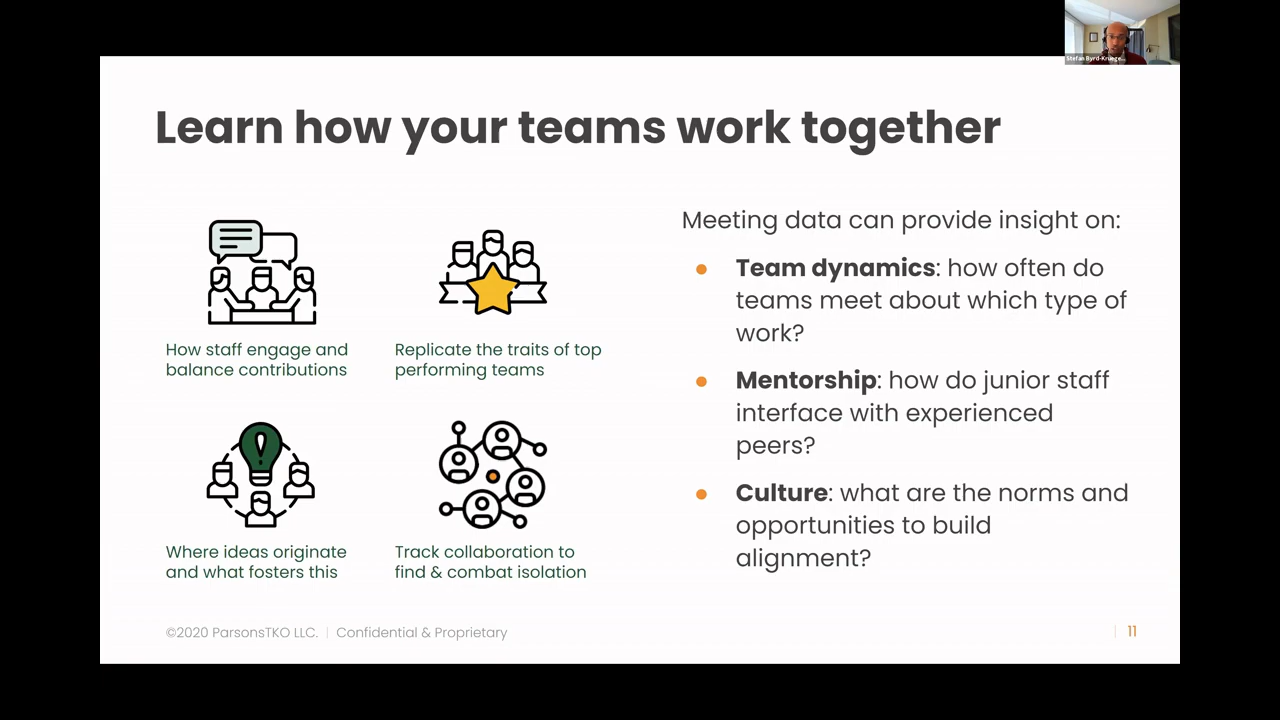 Stefan Byrd-Kruege...
Learn how your teams work together
How staff engage and
balance contributions
Replicate the traits of top
performing teams
Where ideas originate
and what fosters this
Track collaboration to
find & combat isolation
Meeting data can provide insight on:
● Team dynamics: how often do
teams meet about which type of
work?
● Mentorship: how do junior staff
interface with experienced
peers?
● Culture: what are the norms and
opportunities to build
alignment?
©2020 ParsonsTKO LLC. | Confidential & Proprietary
| 11